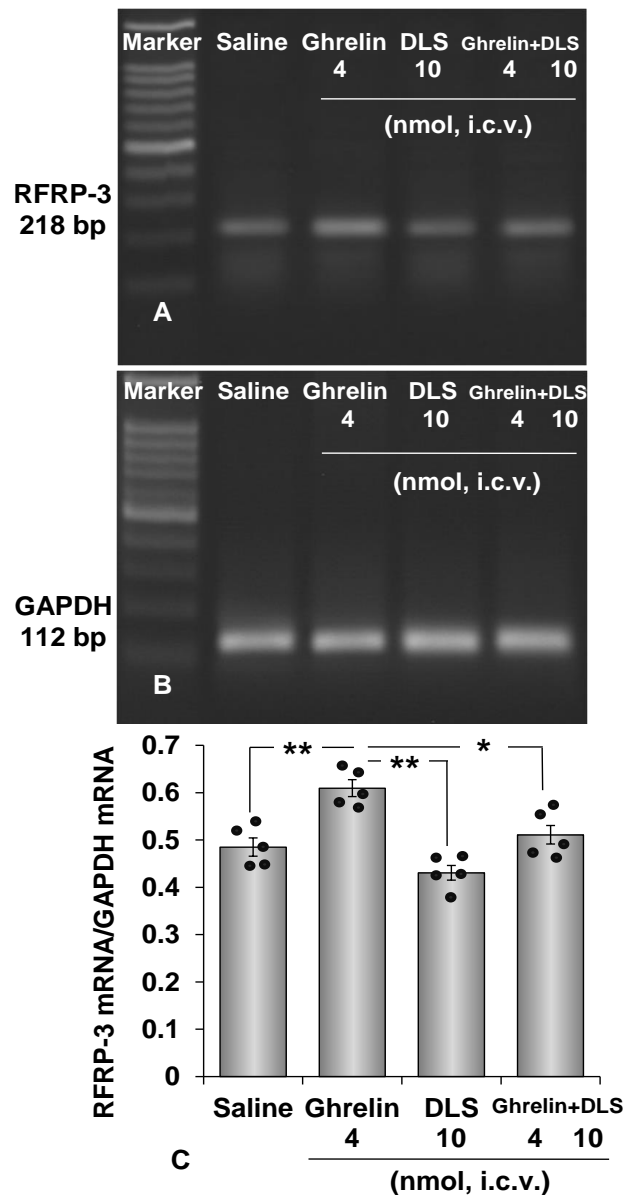 Marker Saline Ghrelin DLS Ghrelin+DLS
4 10 4 10
(nmol, i.c.v.)
RFRP-3
218 bp
A
Marker Saline Ghrelin DLS Ghrelin+DLS
4 10 4 10
(nmol, i.c.v.)
GAPDH
112 bp
B
RFRP-3 mRNA/GAPDH mRNA
0.7
0.6
0.5
0.4
0.3
0.2
0.1
0
** ** *
Saline Ghrelin DLS Ghrelin+DLS
4 10 4 10
C
(nmol, i.c.v.)